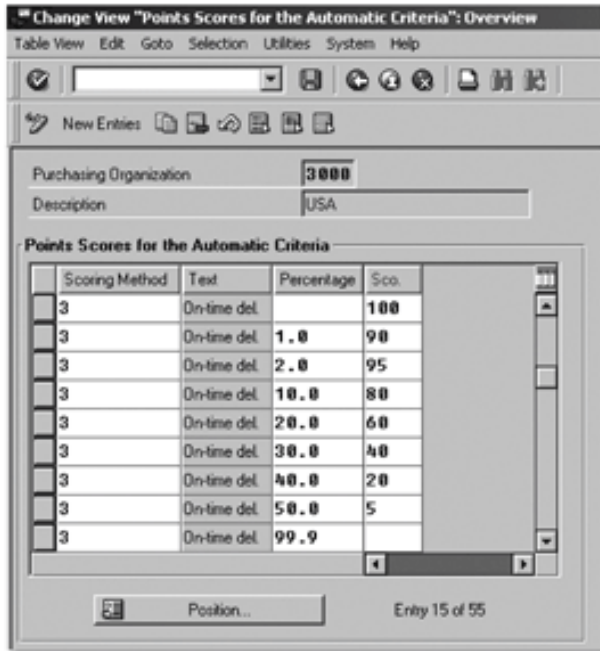 Change View "Points Scores for the Automatic Criteria": Overview
Table View Edit Goto Selection Utilities System Help
New Entries
Purchasing Organization 3000
Description USA
Points Scores for the Automatic Criteria
Scoring Method Text Percentage Sco.
3 On-time del. 100
3 On-time del. 1.0 90
3 On-time del. 2.0 95
3 On-time del. 10.0 80
3 On-time del. 20.0 60
3 On-time del. 30.0 40
3 On-time del. 40.0 20
3 On-time del. 50.0 5
3 On-time del. 99.9
Position... Entry 15 of 55